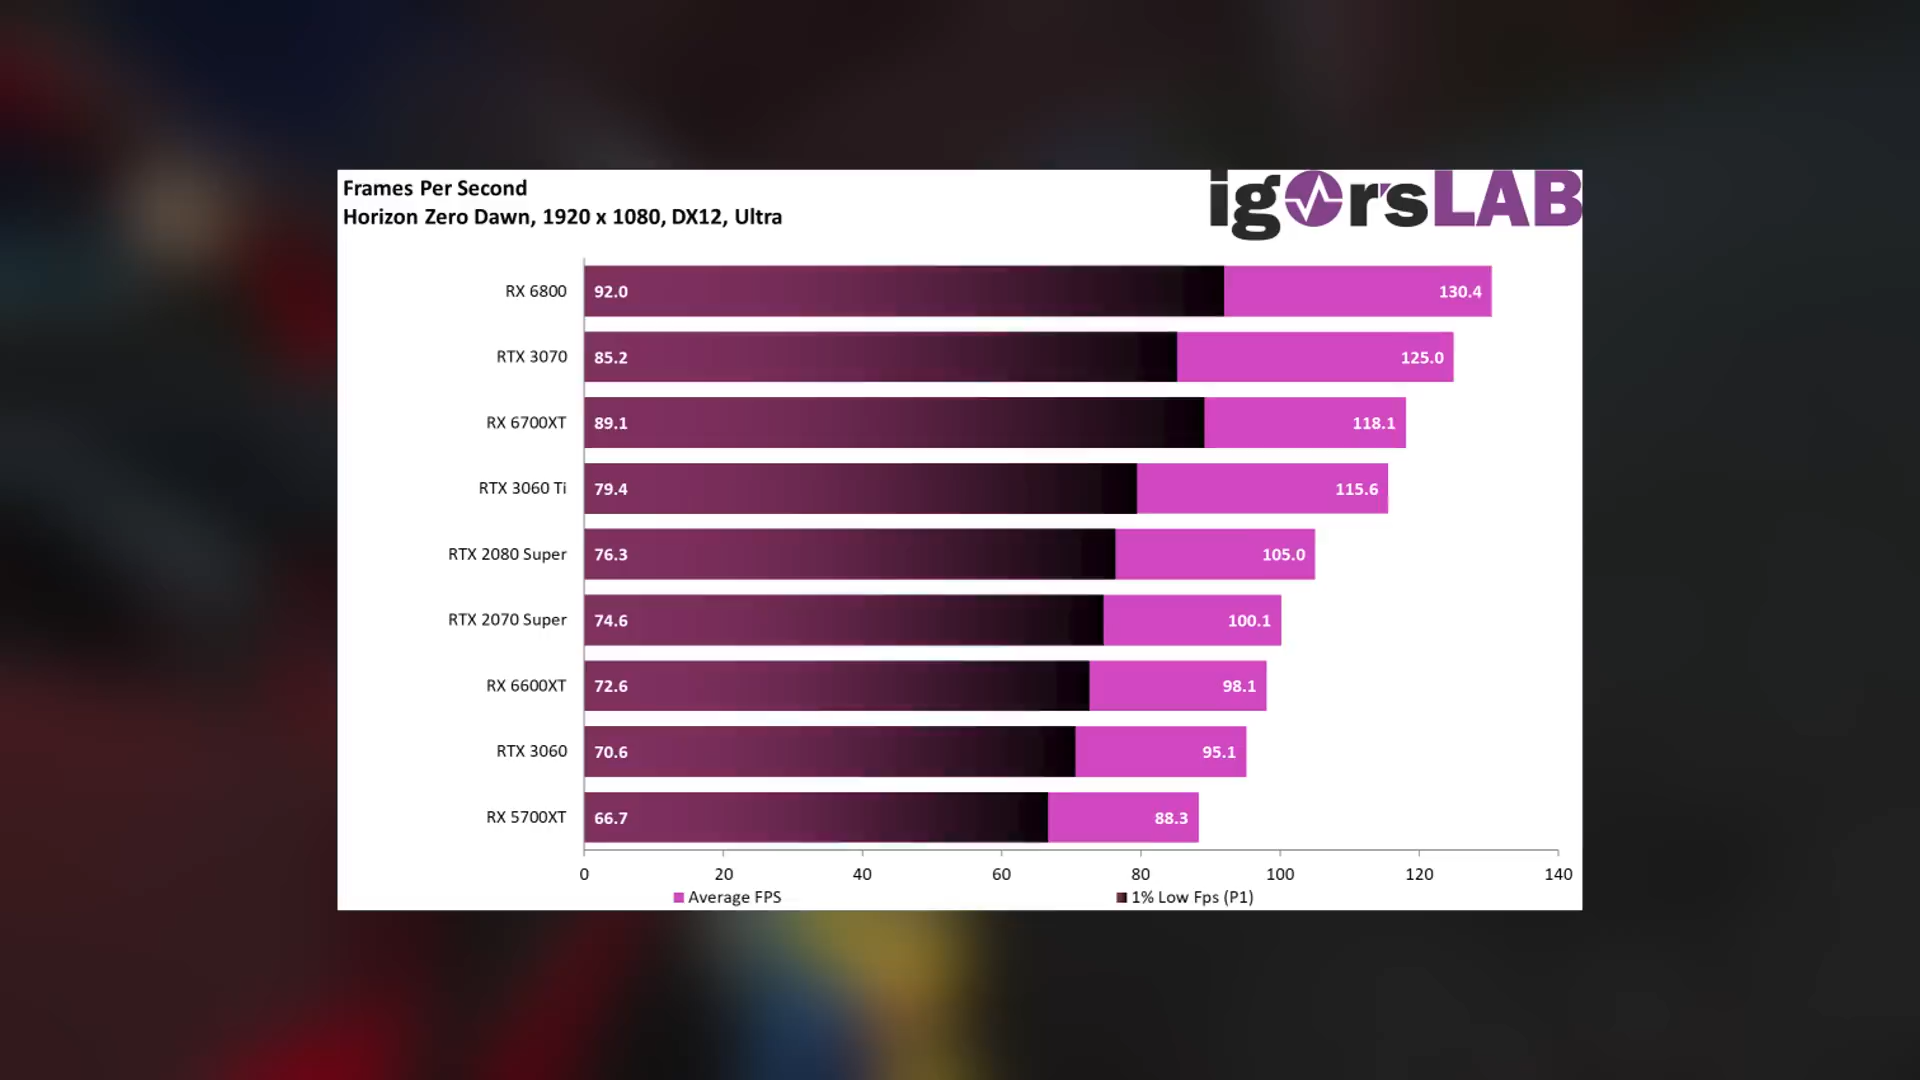 Frames Per Second
Horizon Zero Dawn, 1920 x 1080, DX12, Ultra
igorsLAB
RX 6800 92.0 130.4
RTX 3070 85.2 125.0
RX 6700XT 89.1 118.1
RTX 3060 Ti 79.4 115.6
RTX 2080 Super 76.3 105.0
RTX 2070 Super 74.6 100.1
RX 6600XT 72.6 98.1
RTX 3060 70.6 95.1
RX 5700XT 66.7 88.3
0 20 40 60 80 100 120 140
Average FPS 1% Low Fps (P1)